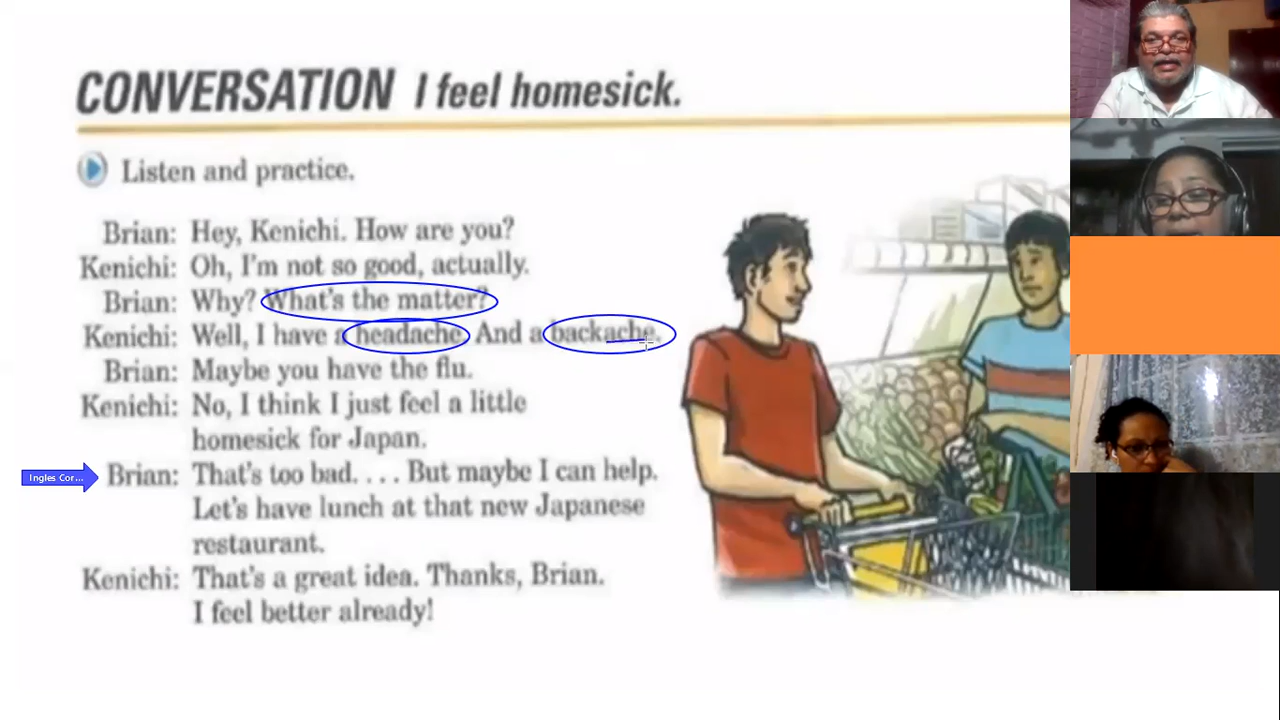 CONVERSATION I feel homesick.
Listen and practice.
Brian: Hey, Kenichi. How are you?
Kenichi: Oh, I'm not so good, actually.
Brian: Why? What's the matter?
Kenichi: Well, I have a headache. And a backache.
Brian: Maybe you have the flu.
Kenichi: No, I think I just feel a little
homesick for Japan.
Ingles Cor...
Brian: That's too bad. . . . But maybe I can help.
Let's have lunch at that new Japanese
restaurant.
Kenichi: That's a great idea. Thanks, Brian.
I feel better already!